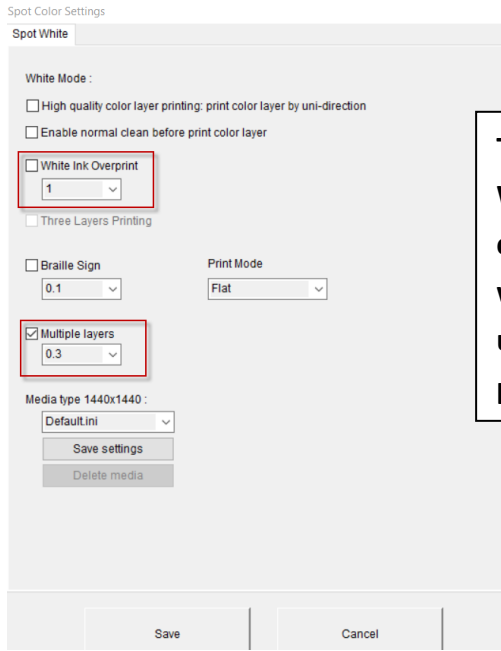 Spot Color Settings
Spot White
White Mode :
High quality color layer printing: print color layer by uni-direction
Enable normal clean before print color layer
White Ink Overprint
1
Three Layers Printing
Braille Sign
Print Mode
0.1
Flat
Multiple layers
0.3
Media type 1440x1440 :
Default.ini
Save settings
Delete media
Save
Cancel